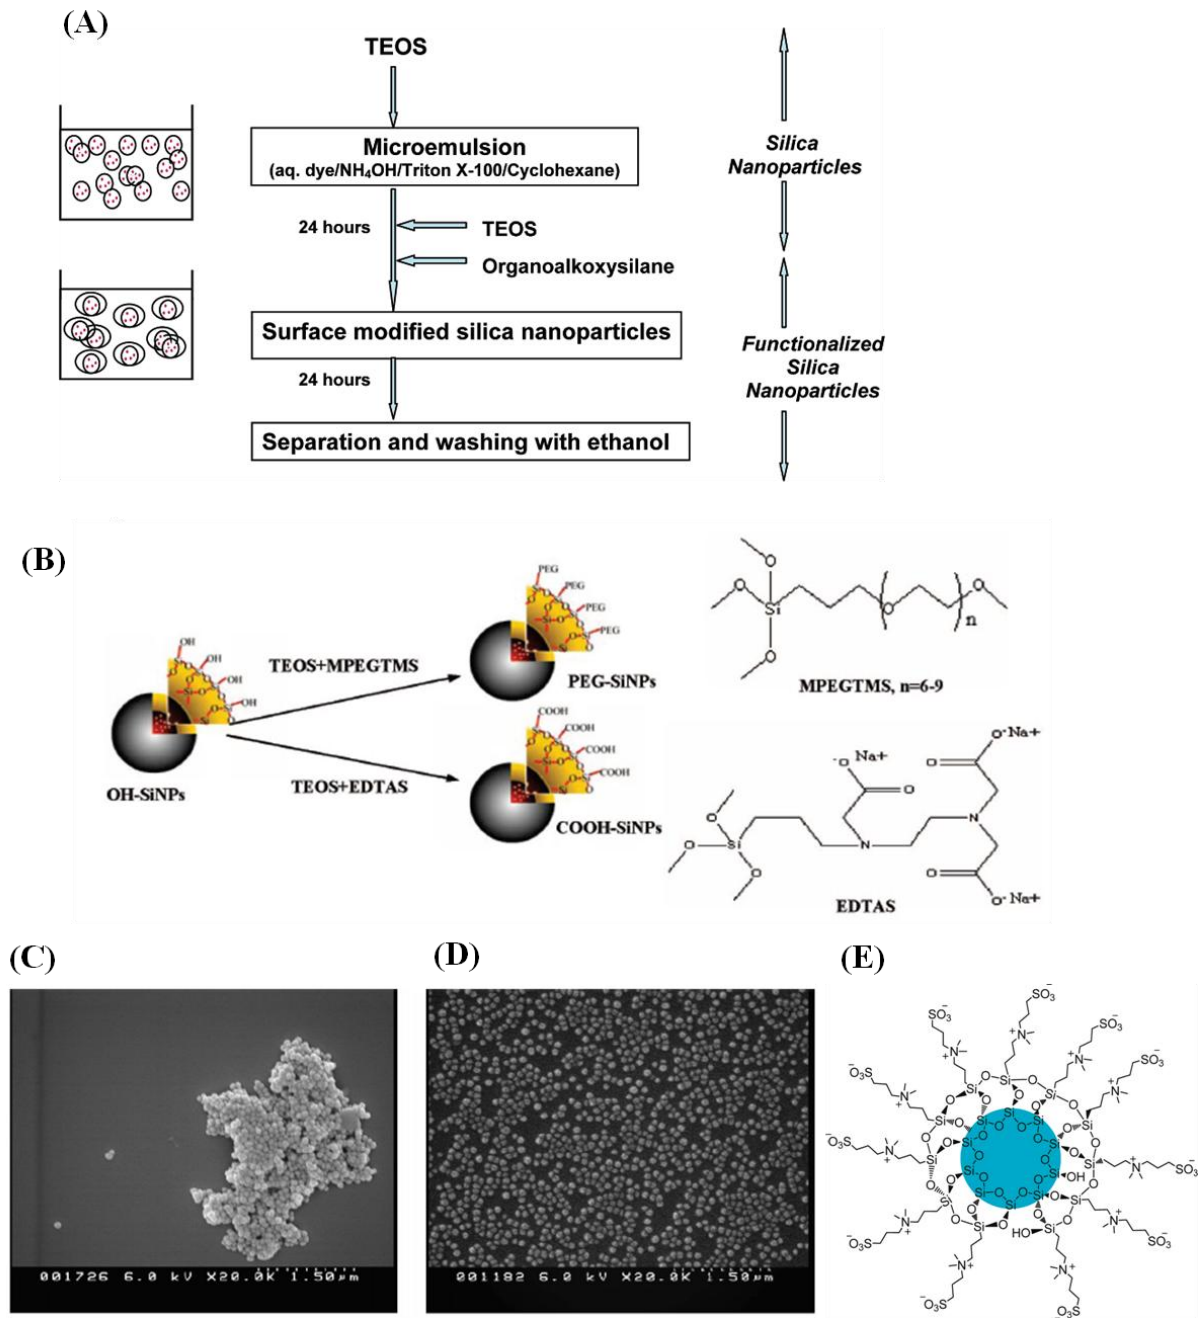 (A)
TEOS
Microemulsion
(aq. dye/NH₄OH/Triton X-100/Cyclohexane)
Silica
Nanoparticles
24 hours
TEOS
Organoalkoxysilane
Surface modified silica nanoparticles
Functionalized
Silica
Nanoparticles
24 hours
Separation and washing with ethanol
(B)
OH
OH
OH
OH
OH-SiNPs
TEOS+MPEGTMS
PEG
PEG
PEG
PEG
PEG-SiNPs
MPEGTMS, n=6-9
TEOS+EDTAS
COOH
COOH
COOH
COOH
COOH-SiNPs
EDTAS
(C)
001726 6.0 kV X20.0K 1.50µm
(D)
001182 6.0 kV X20.0K 1.50µm
(E)